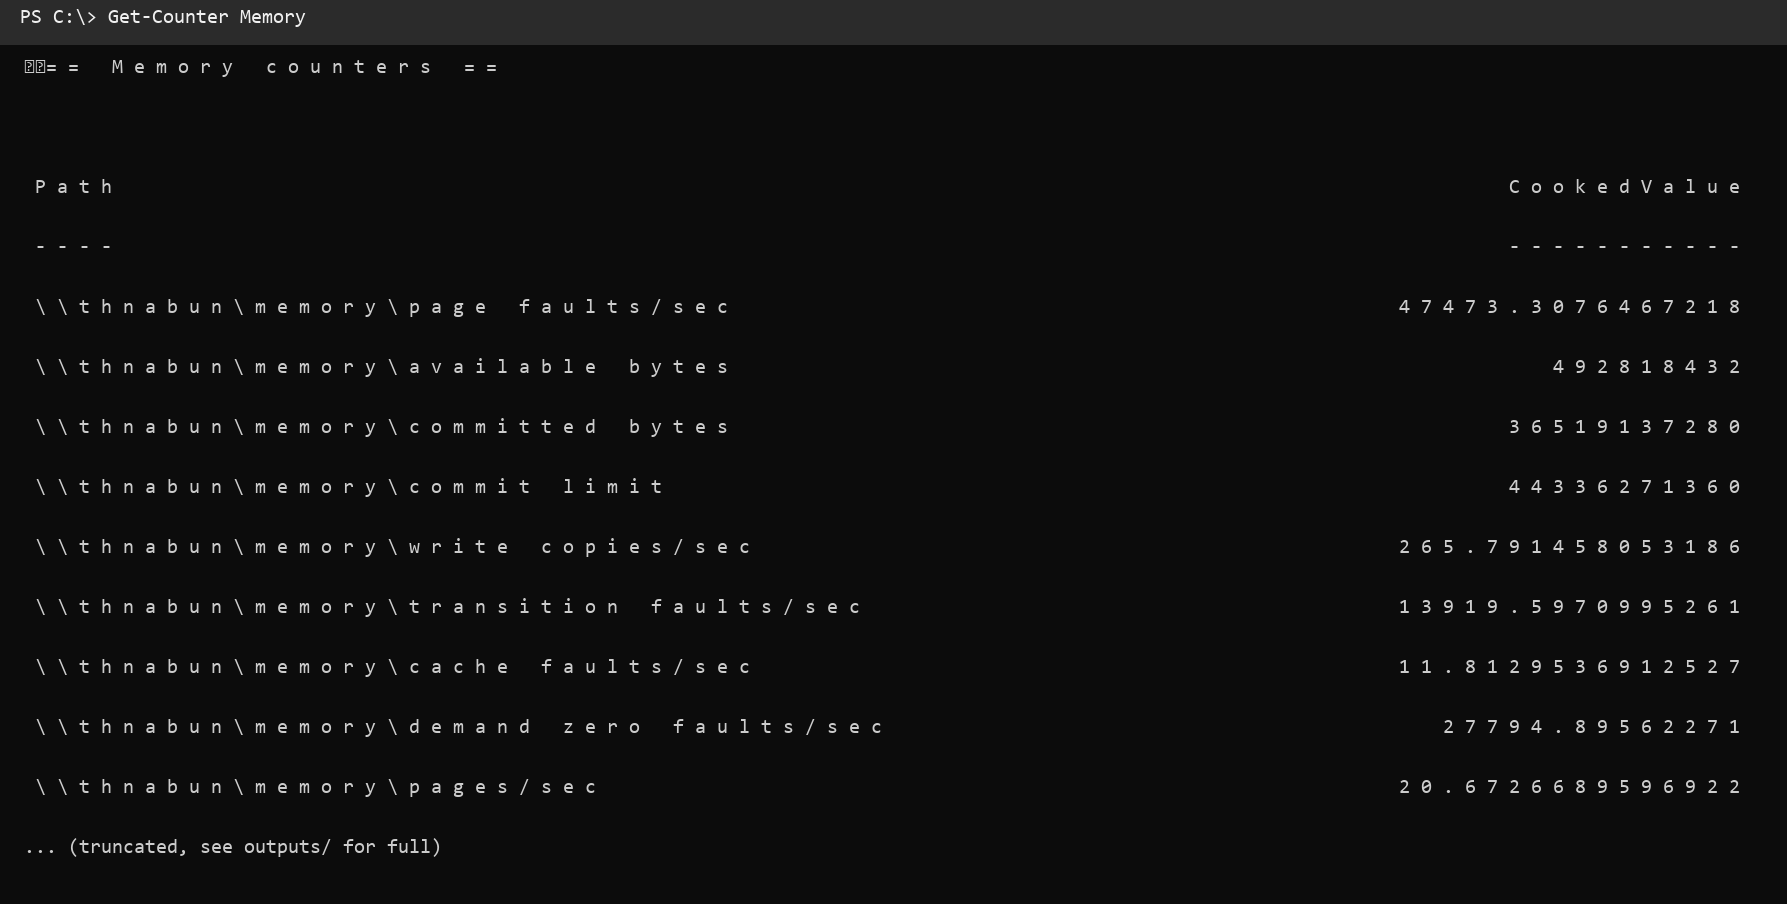 PS C:\> Get-Counter Memory
== Memory counters ==
Path CookedValue
---- -----------
\\thnabun\memory\page faults/sec 47473.3076467218
\\thnabun\memory\available bytes 492818432
\\thnabun\memory\committed bytes 36519137280
\\thnabun\memory\commit limit 44336271360
\\thnabun\memory\write copies/sec 265.791458053186
\\thnabun\memory\transition faults/sec 13919.5970995261
\\thnabun\memory\cache faults/sec 11.8129536912527
\\thnabun\memory\demand zero faults/sec 27794.89562271
\\thnabun\memory\pages/sec 20.6726689596922
... (truncated, see outputs/ for full)